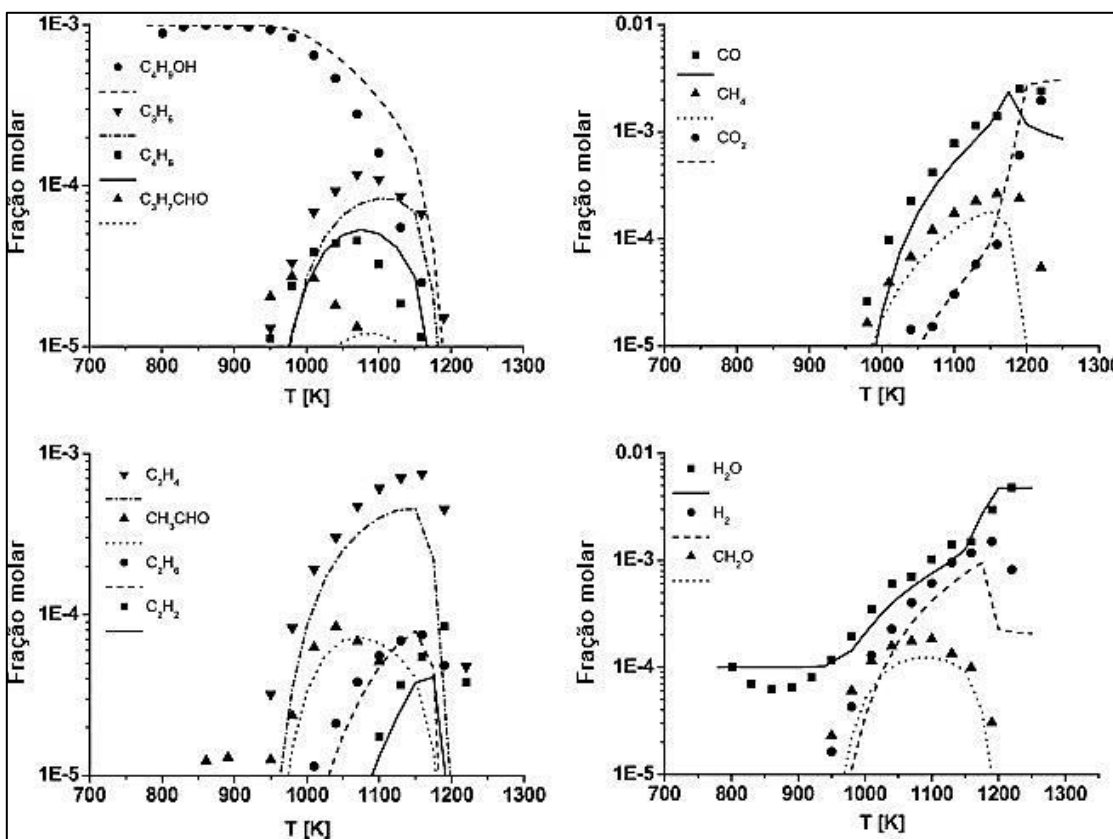 1E-3
1E-4
1E-5
Fração molar
C₄H₉OH
C₃H₆
C₄H₈
C₃H₇CHO
700 800 900 1000 1100 1200 1300
T [K]
0.01
1E-3
1E-4
1E-5
Fração molar
CO
CH₄
CO₂
700 800 900 1000 1100 1200 1300
T [K]
1E-3
1E-4
1E-5
Fração molar
C₂H₄
CH₃CHO
C₂H₆
C₂H₂
700 800 900 1000 1100 1200 1300
T [K]
0.01
1E-3
1E-4
1E-5
Fração molar
H₂O
H₂
CH₂O
700 800 900 1000 1100 1200 1300
T [K]